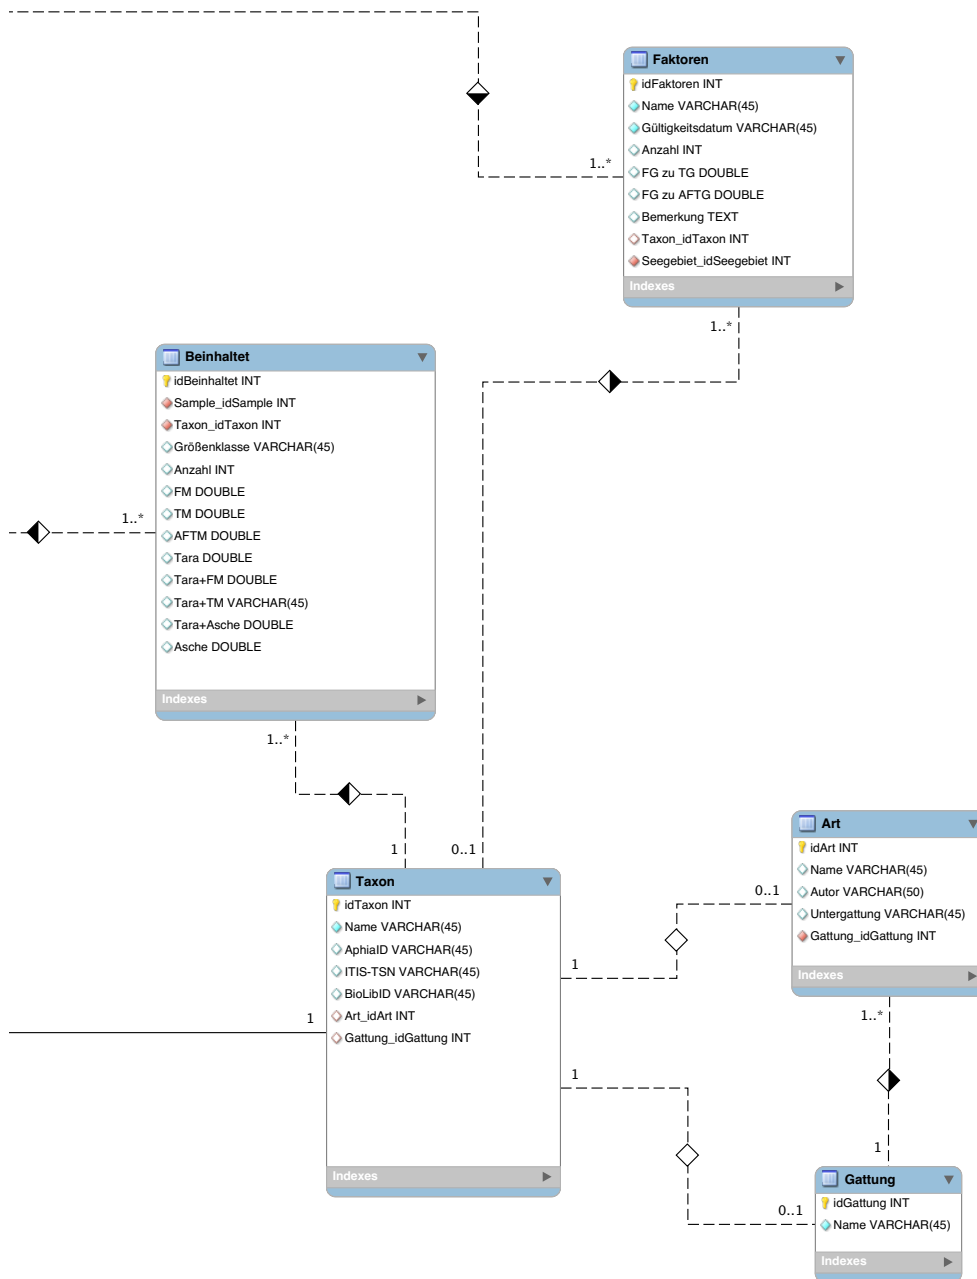 Faktoren
idFaktoren INT
Name VARCHAR(45)
Gültigkeitsdatum VARCHAR(45)
Anzahl INT
FG zu TG DOUBLE
FG zu AFTG DOUBLE
Bemerkung TEXT
Taxon_idTaxon INT
Seegebiet_idSeegebiet INT
Indexes
1..*
1..*
Beinhaltet
idBeinhaltet INT
Sample_idSample INT
Taxon_idTaxon INT
Größenklasse VARCHAR(45)
Anzahl INT
FM DOUBLE
TM DOUBLE
AFTM DOUBLE
Tara DOUBLE
Tara+FM DOUBLE
Tara+TM VARCHAR(45)
Tara+Asche DOUBLE
Asche DOUBLE
Indexes
1..*
1..*
1
0..1
Taxon
idTaxon INT
Name VARCHAR(45)
AphiaID VARCHAR(45)
ITIS-TSN VARCHAR(45)
BioLibID VARCHAR(45)
Art_idArt INT
Gattung_idGattung INT
Indexes
1
1
1
0..1
0..1
Art
idArt INT
Name VARCHAR(45)
Autor VARCHAR(50)
Untergattung VARCHAR(45)
Gattung_idGattung INT
Indexes
1..*
1
Gattung
idGattung INT
Name VARCHAR(45)
Indexes